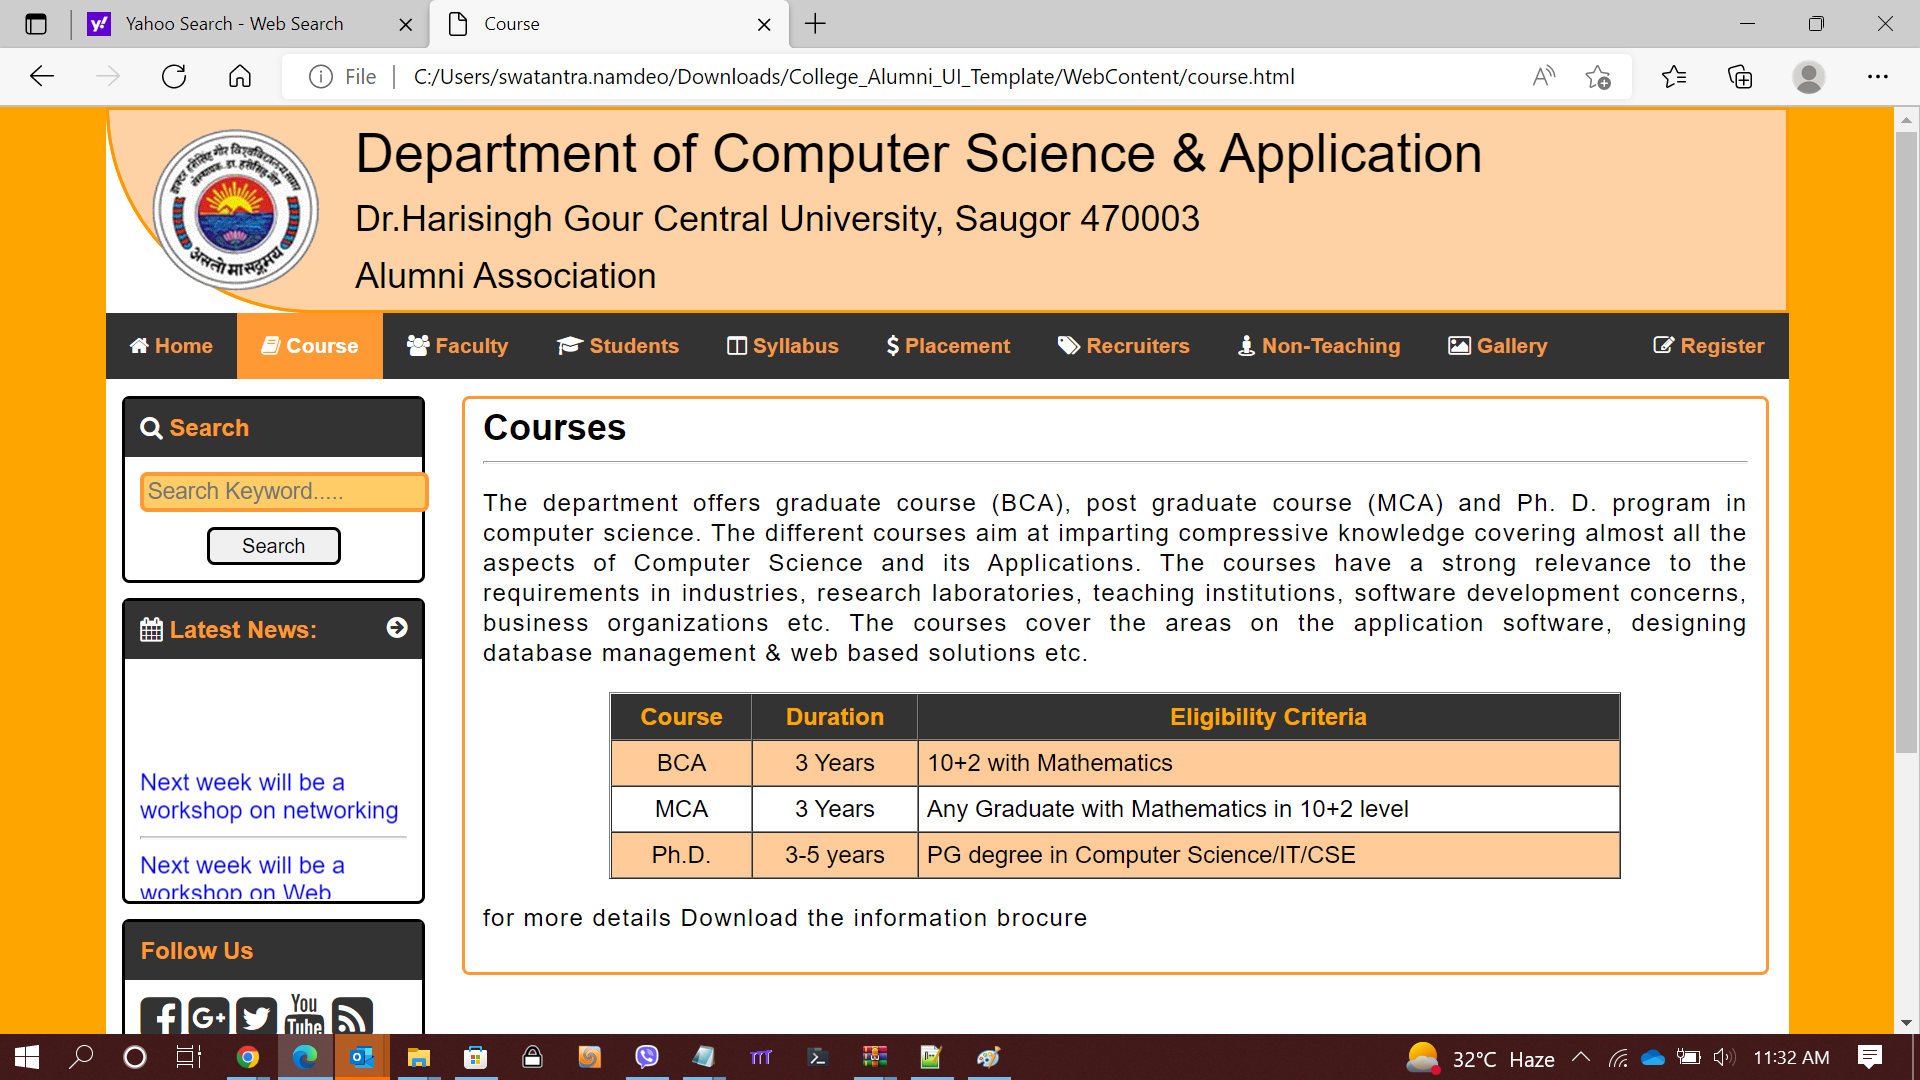 Yahoo Search - Web Search
Course
File
C:/Users/swatantra.namdeo/Downloads/College_Alumni_UI_Template/WebContent/course.html
असतो मा सद्गमय
Department of Computer Science & Application
Dr.Harisingh Gour Central University, Saugor 470003
Alumni Association
Home
Course
Faculty
Students
Syllabus
Placement
Recruiters
Non-Teaching
Gallery
Register
Search
Search Keyword.....
Search
Latest News:
Next week will be a
workshop on networking
Next week will be a
workshop on Web
Follow Us
You
Tube
Courses
The department offers graduate course (BCA), post graduate course (MCA) and Ph. D. program in
computer science. The different courses aim at imparting compressive knowledge covering almost all the
aspects of Computer Science and its Applications. The courses have a strong relevance to the
requirements in industries, research laboratories, teaching institutions, software development concerns,
business organizations etc. The courses cover the areas on the application software, designing
database management & web based solutions etc.
Course Duration Eligibility Criteria
BCA 3 Years 10+2 with Mathematics
MCA 3 Years Any Graduate with Mathematics in 10+2 level
Ph.D. 3-5 years PG degree in Computer Science/IT/CSE
for more details Download the information brocure
32°C Haze
11:32 AM